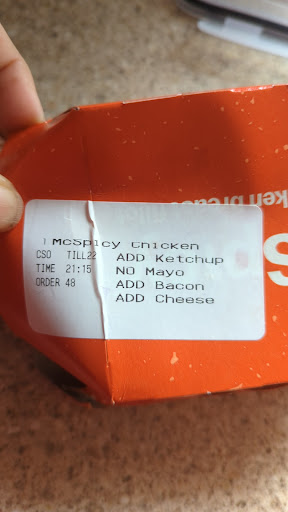 1 McSpicy Chicken
CSO TILL22 ADD Ketchup
TIME 21:15 NO Mayo
ORDER 48 ADD Bacon
ADD Cheese